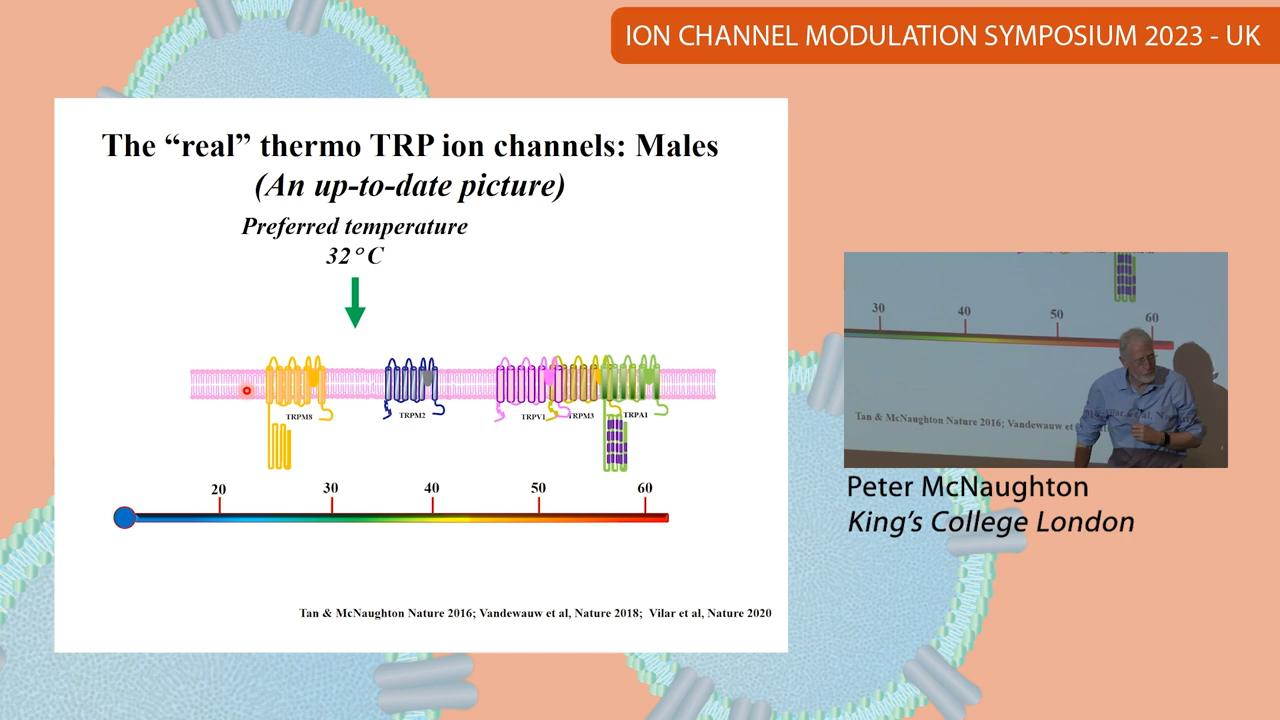 ION CHANNEL MODULATION SYMPOSIUM 2023 - UK
The “real” thermo TRP ion channels: Males
(An up-to-date picture)
Preferred temperature
32°C
TRPM8
TRPM2
TRPV1
TRPM3
TRPA1
20
30
40
50
60
Tan & McNaughton Nature 2016; Vandewauw et al, Nature 2018; Vilar et al, Nature 2020
30
40
50
60
Tan & McNaughton Nature 2016; Vandewauw et
Vilar et al,
Peter McNaughton
King’s College London